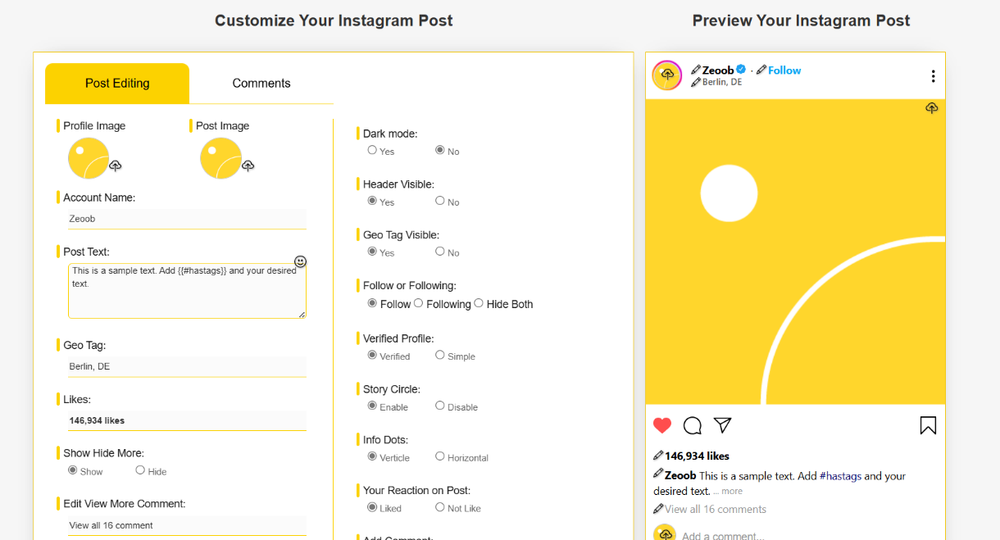 Customize Your Instagram Post
Preview Your Instagram Post
Post Editing
Comments
Profile Image
Post Image
Account Name:
Zeoob
Post Text:
This is a sample text. Add {{#hastags}} and your desired
text.
Geo Tag:
Berlin, DE
Likes:
146,934 likes
Show Hide More:
Show Hide
Edit View More Comment:
View all 16 comment
Dark mode:
Yes No
Header Visible:
Yes No
Geo Tag Visible:
Yes No
Follow or Following:
Follow Following Hide Both
Verified Profile:
Verified Simple
Story Circle:
Enable Disable
Info Dots:
Verticle Horizontal
Your Reaction on Post:
Liked Not Like
Add Comment:
Zeoob · Follow
Berlin, DE
146,934 likes
Zeoob This is a sample text. Add #hastags and your
desired text. ... more
View all 16 comments
Add a comment...